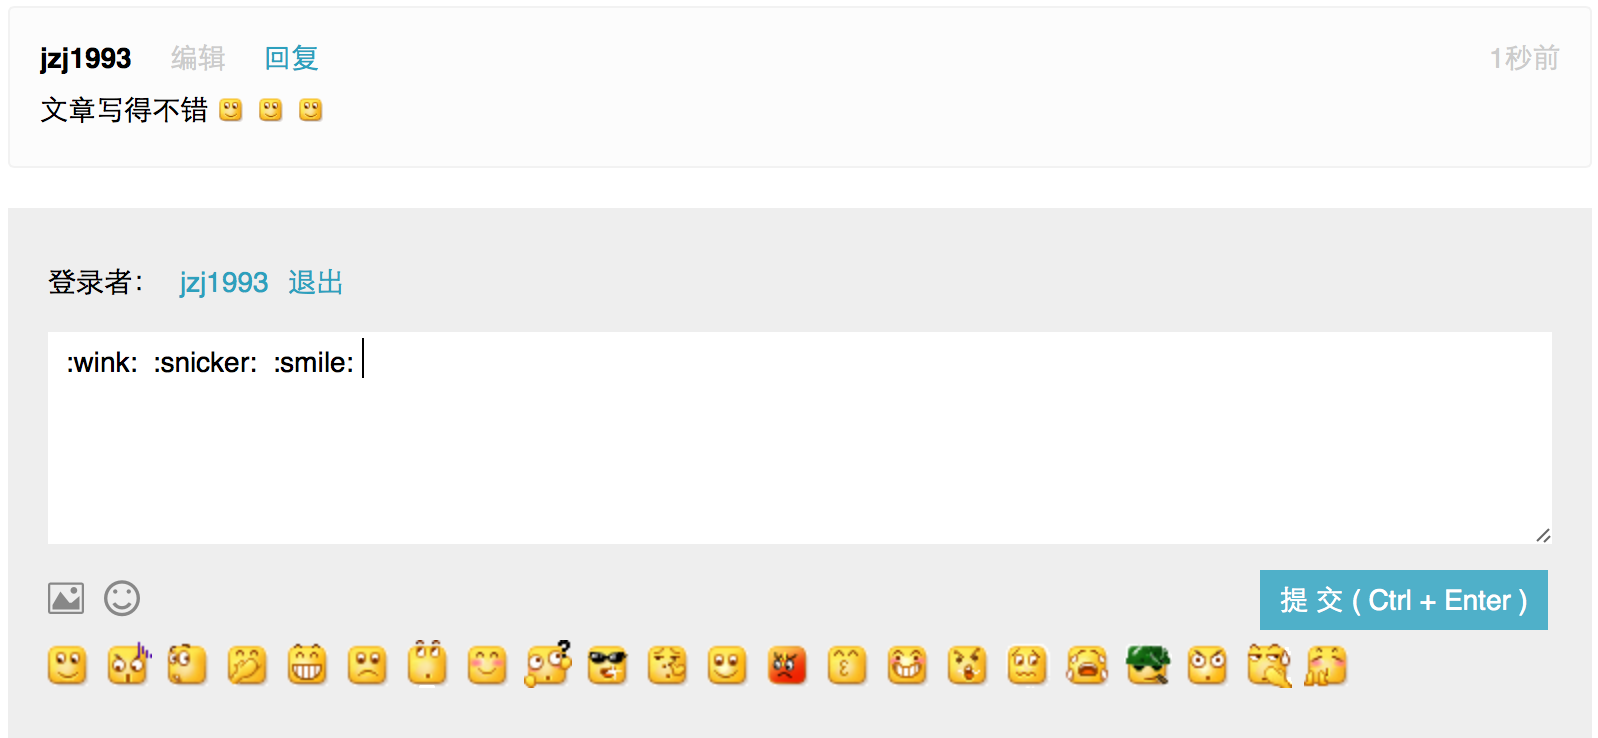 jzj1993 编辑 回复 1秒前
文章写得不错
登录者： jzj1993 退出
:wink: :snicker: :smile:
提 交 ( Ctrl + Enter )